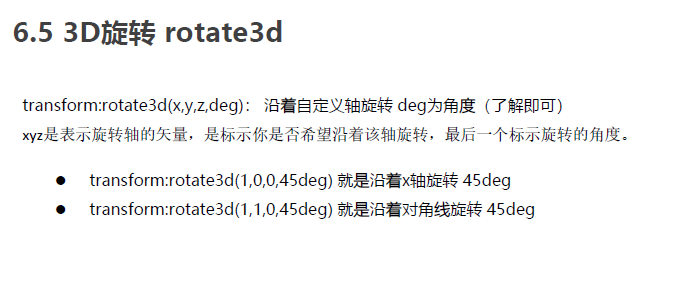 6.5 3D旋转 rotate3d
transform:rotate3d(x,y,z,deg)： 沿着自定义轴旋转 deg为角度（了解即可）
xyz是表示旋转轴的矢量，是标示你是否希望沿着该轴旋转，最后一个标示旋转的角度。
● transform:rotate3d(1,0,0,45deg) 就是沿着x轴旋转 45deg
● transform:rotate3d(1,1,0,45deg) 就是沿着对角线旋转 45deg